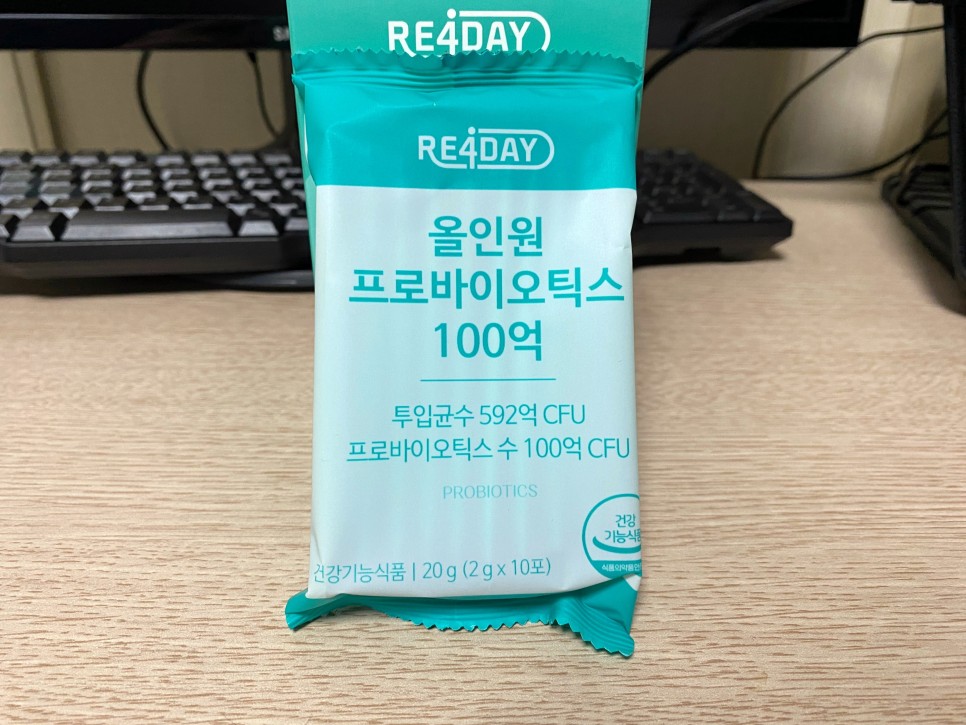 RE4DAY
RE4DAY
올인원
프로바이오틱스
100억
투입균수 592억 CFU
프로바이오틱스 수 100억 CFU
PROBIOTICS
건강
기능식품
건강기능식품 | 20 g (2 g x 10포)